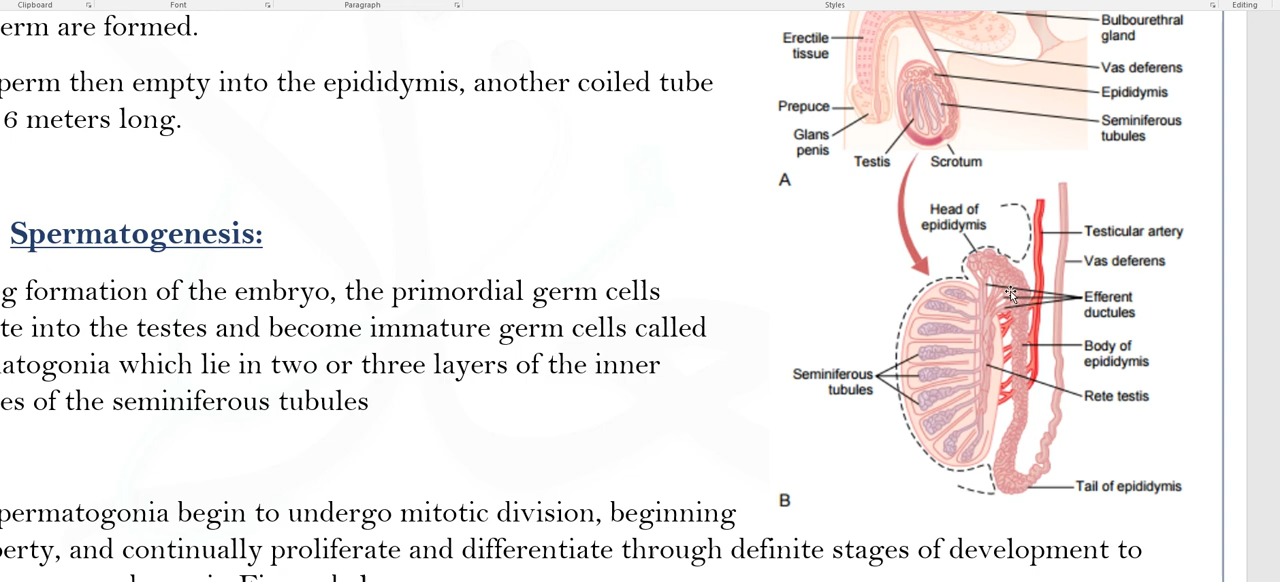 Clipboard
Font
Paragraph
Styles
Editing
erm are formed.
perm then empty into the epididymis, another coiled tube
6 meters long.
Spermatogenesis:
g formation of the embryo, the primordial germ cells
te into the testes and become immature germ cells called
atogonia which lie in two or three layers of the inner
es of the seminiferous tubules
permatogonia begin to undergo mitotic division, beginning
erty, and continually proliferate and differentiate through definite stages of development to
Erectile
tissue
Prepuce
Glans
penis
Testis
Scrotum
Bulbourethral
gland
Vas deferens
Epididymis
Seminiferous
tubules
A
Head of
epididymis
Testicular artery
Vas deferens
Efferent
ductules
Body of
epididymis
Rete testis
Seminiferous
tubules
Tail of epididymis
B